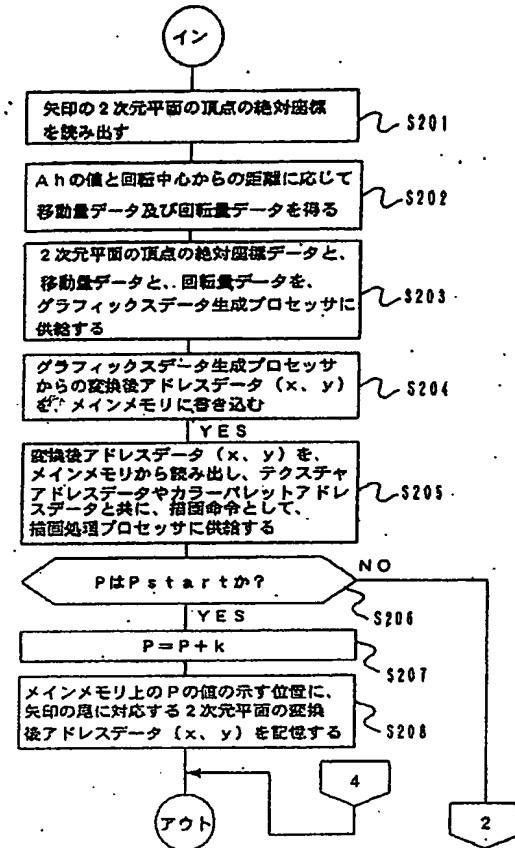 イン
矢印の2次元平面の頂点の絶対座標
を読み出す
S201
Ahの値と回転中心からの距離に応じて
移動量データ及び回転量データを得る
S202
2次元平面の頂点の絶対座標データと、
移動量データと、回転量データを、
グラフィックスデータ生成プロセッサに
供給する
S203
グラフィックスデータ生成プロセッサ
からの変換後アドレスデータ(x、y)
を、メインメモリに書き込む
S204
YES
変換後アドレスデータ(x、y)を、
メインメモリから読み出し、テクスチャ
アドレスデータやカラーパレットアドレ
スデータと共に、描画命令として、
描画処理プロセッサに供給する
S205
PはPstartか?
NO
S206
YES
P=P+k
S207
メインメモリ上のPの値の示す位置に、
矢印の尾に対応する2次元平面の変換
後アドレスデータ(x、y)を記憶する
S208
4
アウト
2